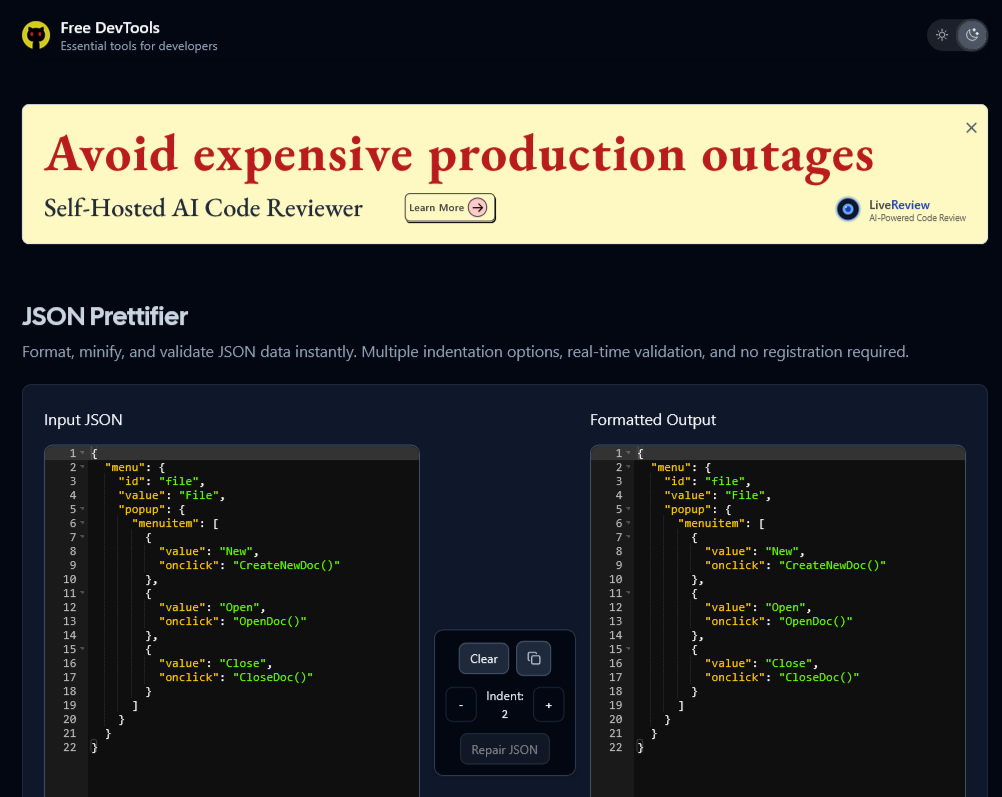 Free DevTools
Essential tools for developers
Avoid expensive production outages
Self-Hosted AI Code Reviewer
Learn More
LiveReview
AI-Powered Code Review
JSON Prettifier
Format, minify, and validate JSON data instantly. Multiple indentation options, real-time validation, and no registration required.
Input JSON
1 {
2   "menu": {
3     "id": "file",
4     "value": "File",
5     "popup": {
6       "menuitem": [
7         {
8           "value": "New",
9           "onclick": "CreateNewDoc()"
10         },
11         {
12           "value": "Open",
13           "onclick": "OpenDoc()"
14         },
15         {
16           "value": "Close",
17           "onclick": "CloseDoc()"
18         }
19       ]
20     }
21   }
22 }
Clear
Indent:
- 2 +
Repair JSON
Formatted Output
1 {
2   "menu": {
3     "id": "file",
4     "value": "File",
5     "popup": {
6       "menuitem": [
7         {
8           "value": "New",
9           "onclick": "CreateNewDoc()"
10         },
11         {
12           "value": "Open",
13           "onclick": "OpenDoc()"
14         },
15         {
16           "value": "Close",
17           "onclick": "CloseDoc()"
18         }
19       ]
20     }
21   }
22 }